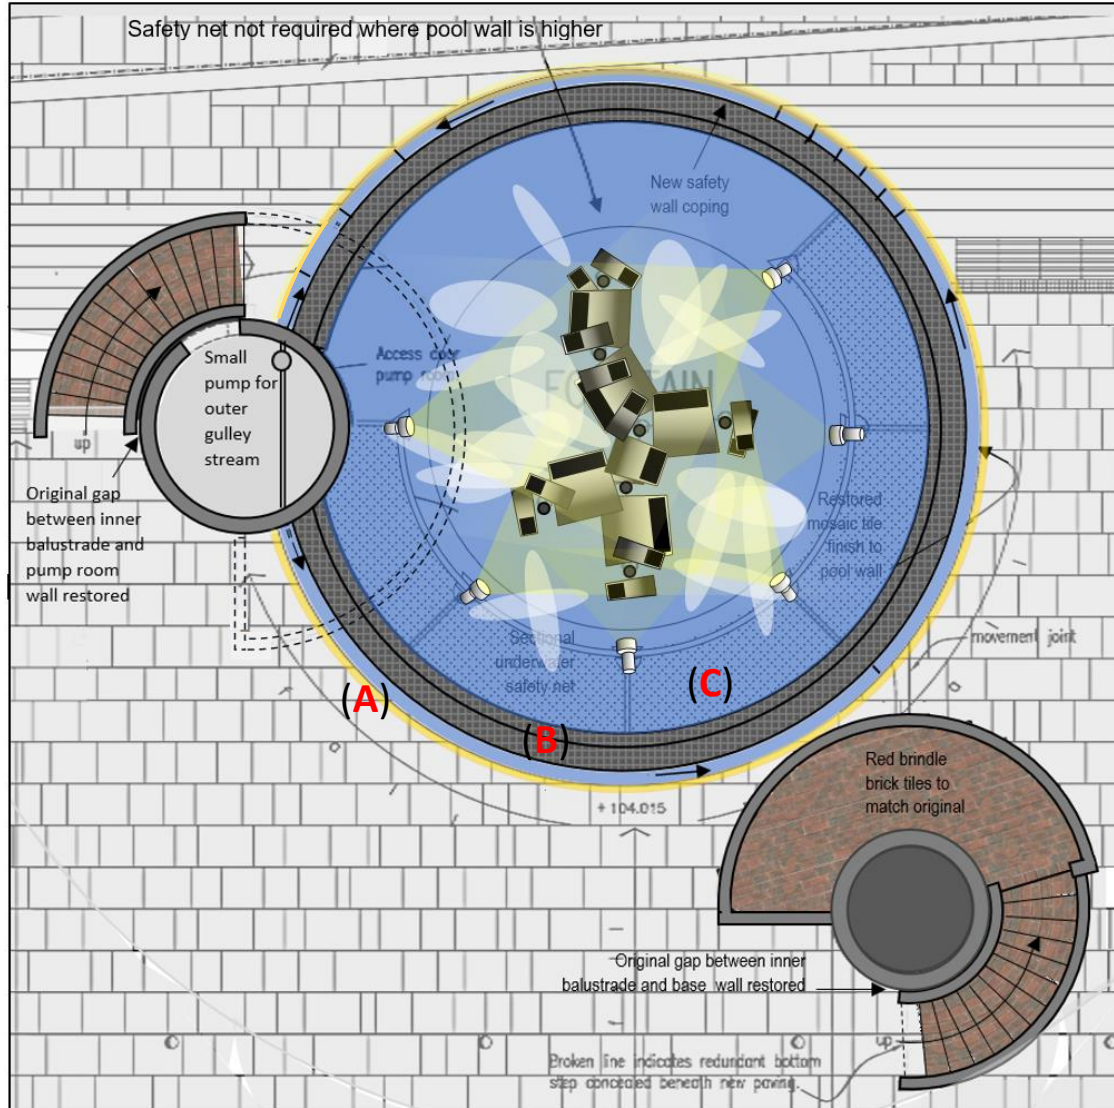 Safety net not required where pool wall is higher
New safety
wall coping
Access door
pump room
Small
pump for
outer
gulley
stream
FOUNTAIN
up
Original gap
between inner
balustrade and
pump room
wall restored
Restored
mosaic tile
finish to
pool wall
movement joint
Sectional
underwater
safety net
(A)
(B)
(C)
+ 104.015
Red brindle
brick tiles to
match original
Original gap between inner
balustrade and base wall restored
up
Broken line indicates redundant bottom
step concealed beneath new paving.